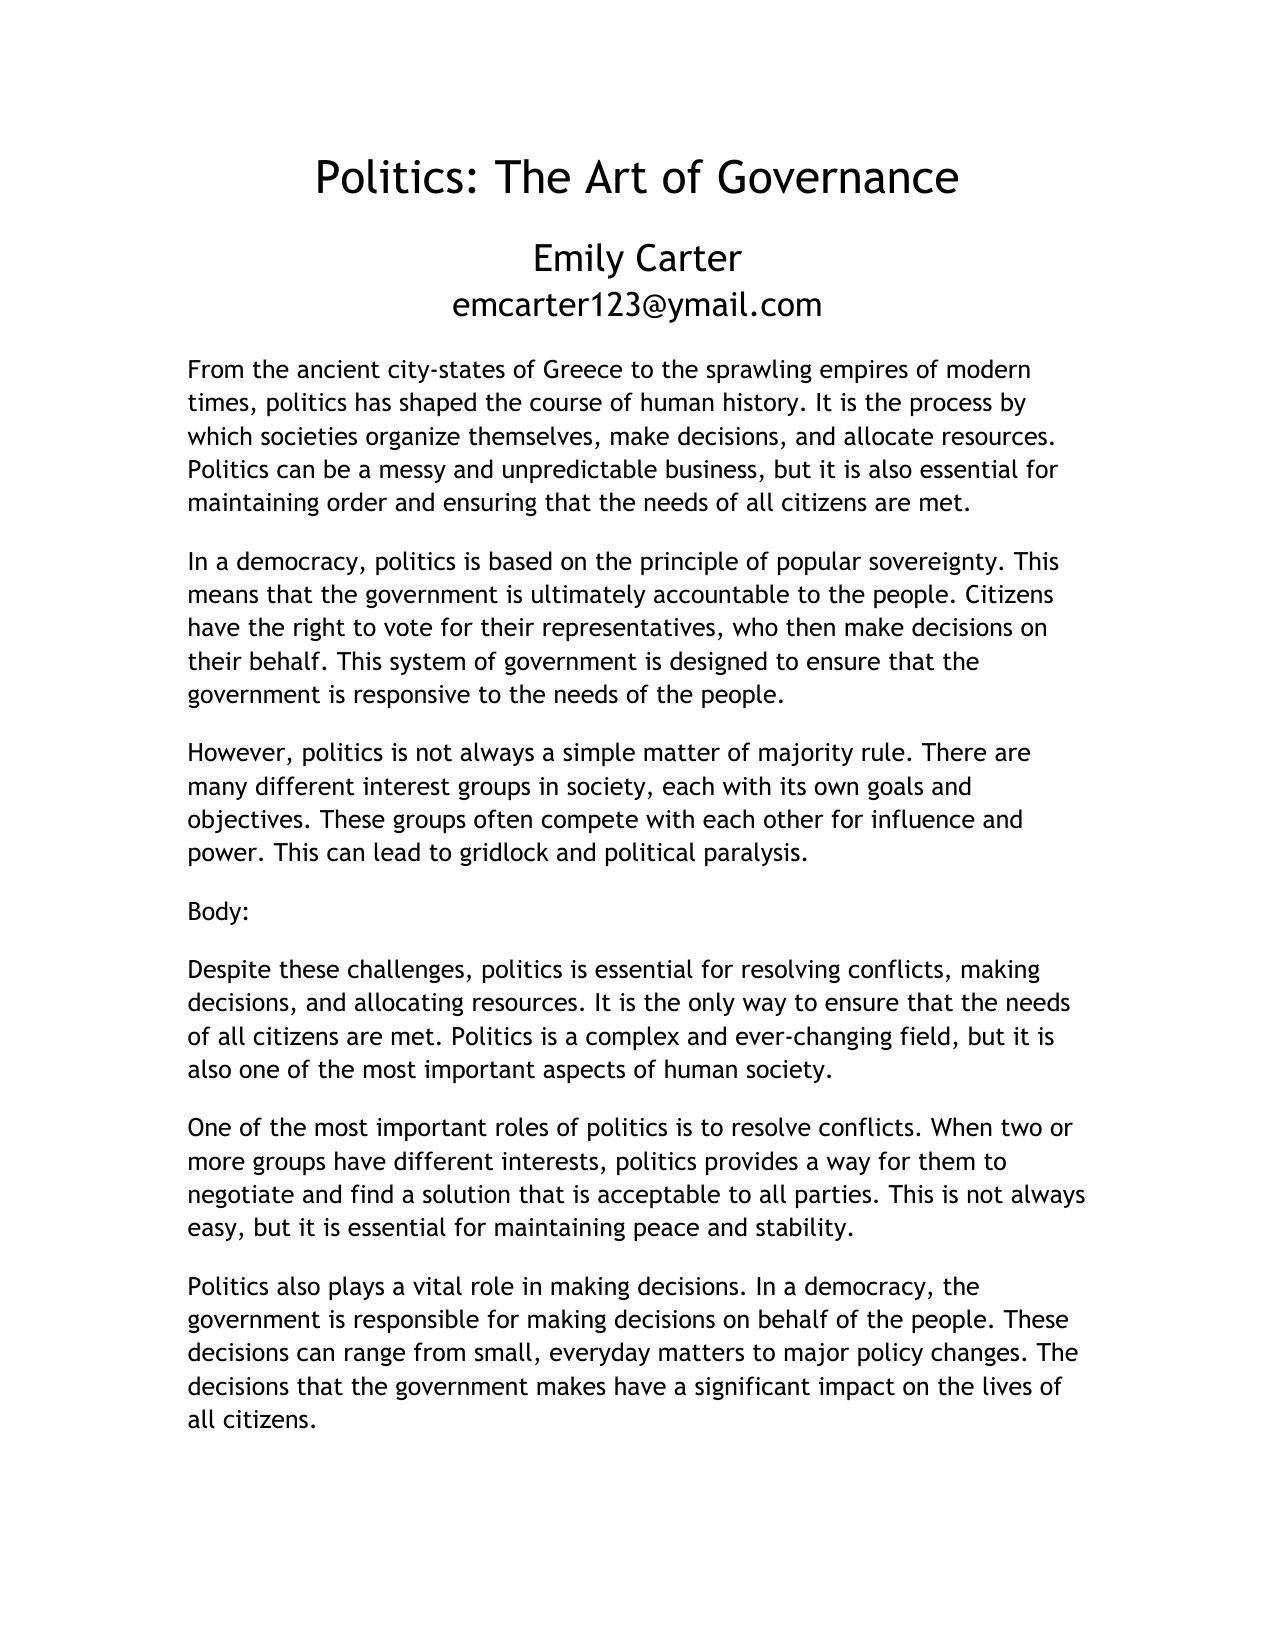 Politics: The Art of Governance
Emily Carter
emcarter123@ymail.com
From the ancient city-states of Greece to the sprawling empires of modern
times, politics has shaped the course of human history. It is the process by
which societies organize themselves, make decisions, and allocate resources.
Politics can be a messy and unpredictable business, but it is also essential for
maintaining order and ensuring that the needs of all citizens are met.
In a democracy, politics is based on the principle of popular sovereignty. This
means that the government is ultimately accountable to the people. Citizens
have the right to vote for their representatives, who then make decisions on
their behalf. This system of government is designed to ensure that the
government is responsive to the needs of the people.
However, politics is not always a simple matter of majority rule. There are
many different interest groups in society, each with its own goals and
objectives. These groups often compete with each other for influence and
power. This can lead to gridlock and political paralysis.
Body:
Despite these challenges, politics is essential for resolving conflicts, making
decisions, and allocating resources. It is the only way to ensure that the needs
of all citizens are met. Politics is a complex and ever-changing field, but it is
also one of the most important aspects of human society.
One of the most important roles of politics is to resolve conflicts. When two or
more groups have different interests, politics provides a way for them to
negotiate and find a solution that is acceptable to all parties. This is not always
easy, but it is essential for maintaining peace and stability.
Politics also plays a vital role in making decisions. In a democracy, the
government is responsible for making decisions on behalf of the people. These
decisions can range from small, everyday matters to major policy changes. The
decisions that the government makes have a significant impact on the lives of
all citizens.